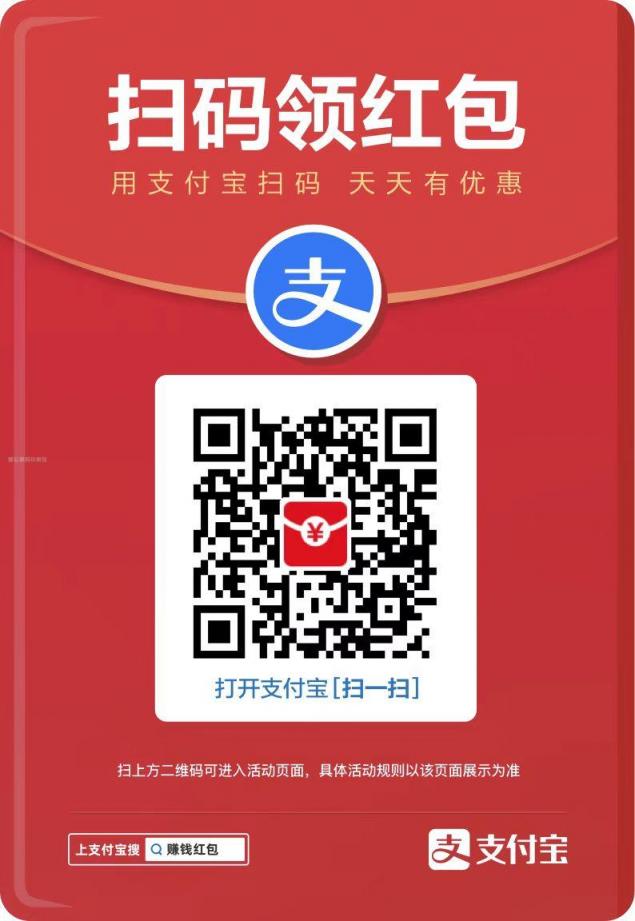 扫码领红包
用支付宝扫码 天天有优惠
支
¥
打开支付宝[扫一扫]
扫上方二维码可进入活动页面，具体活动规则以该页面展示为准
上支付宝搜 赚钱红包
支付宝